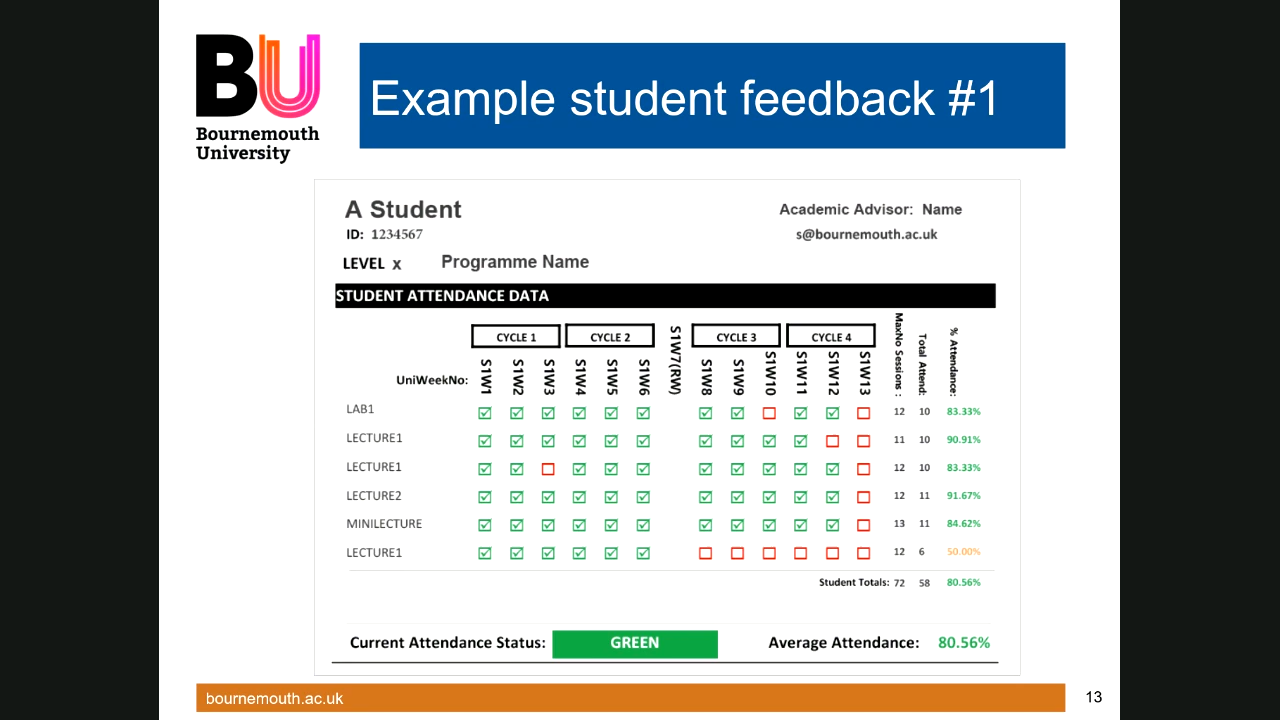 BU
Bournemouth
University
Example student feedback #1
A Student
Academic Advisor: Name
ID: 1234567
s@bournemouth.ac.uk
LEVEL x Programme Name
STUDENT ATTENDANCE DATA
CYCLE 1 CYCLE 2 S1W7(RW) CYCLE 3 CYCLE 4 MaxNo Sessions : Total Attend: % Attendance:
UniWeekNo: S1W1 S1W2 S1W3 S1W4 S1W5 S1W6 S1W8 S1W9 S1W10 S1W11 S1W12 S1W13
LAB1 12 10 83.33%
LECTURE1 11 10 90.91%
LECTURE1 12 10 83.33%
LECTURE2 12 11 91.67%
MINILECTURE 13 11 84.62%
LECTURE1 12 6 50.00%
Student Totals: 72 58 80.56%
Current Attendance Status: GREEN Average Attendance: 80.56%
bournemouth.ac.uk
13